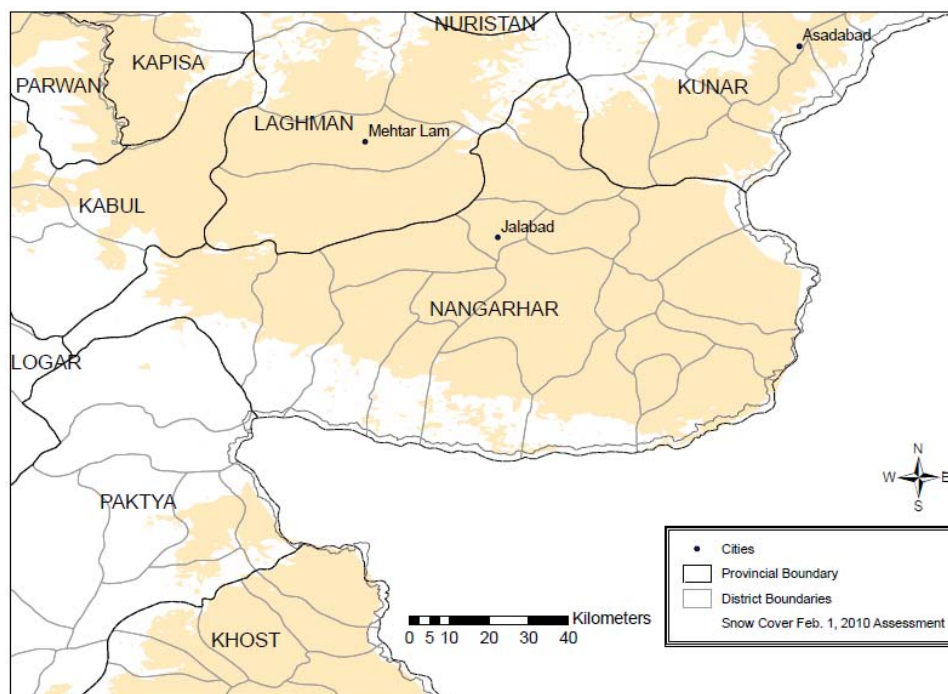 NURISTAN
Asadabad
KAPISA
PARWAN
KUNAR
LAGHMAN
Mehtar Lam
KABUL
Jalabad
NANGARHAR
LOGAR
N
W E
S
PAKTYA
Cities
Provincial Boundary
District Boundaries
Snow Cover Feb. 1, 2010 Assessment
Kilometers
0 5 10 20 30 40
KHOST